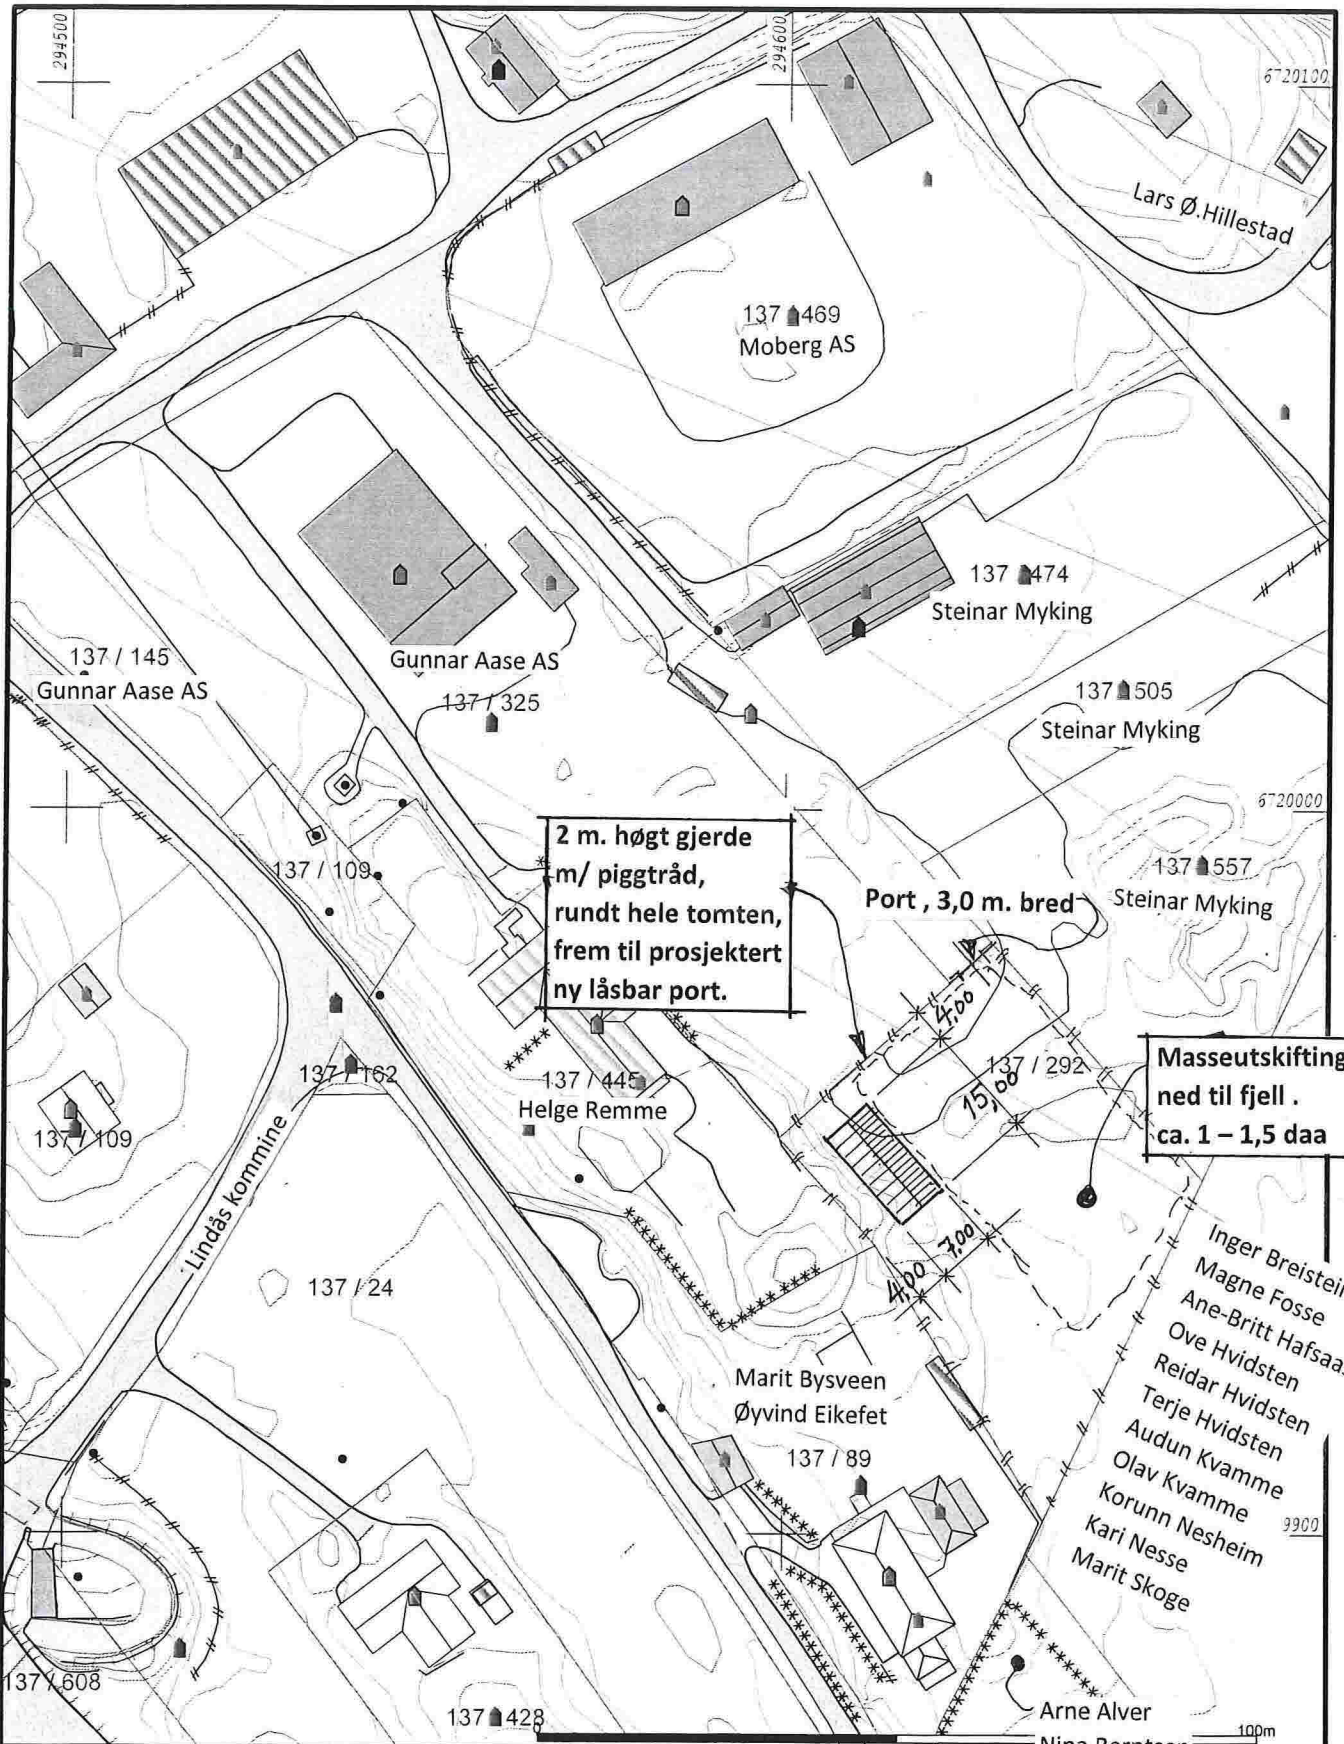 294500
294600
6720100
Lars Ø.Hillestad
137 469
Moberg AS
137 474
Steinar Myking
137 / 145
Gunnar Aase AS
Gunnar Aase AS
137 / 325
137 505
Steinar Myking
6720000
2 m. høgt gjerde
m/ piggtråd,
rundt hele tomten,
frem til prosjektert
ny låsbar port.
137 / 109
Port , 3,0 m. bred
137 557
Steinar Myking
4,00
137 / 292
15,00
Masseutskifting
ned til fjell .
ca. 1 – 1,5 daa
137 / 162
137 / 445
Helge Remme
137 / 109
Lindås kommine
137 / 24
7,00
4,00
Inger Breistein
Magne Fosse
Ane-Britt Hafsaas
Ove Hvidsten
Reidar Hvidsten
Terje Hvidsten
Audun Kvamme
Olav Kvamme
Korunn Nesheim
Kari Nesse
Marit Skoge
Marit Bysveen
Øyvind Eikefet
137 / 89
9900
137 / 608
137 428
0
100m
Arne Alver